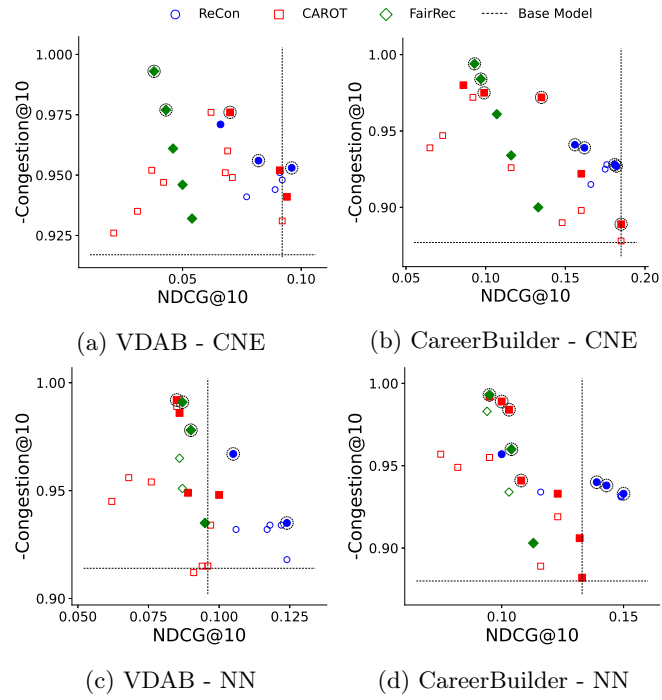 ReCon CAROT FairRec Base Model
1.000
0.975
0.950
0.925
-Congestion@10
0.05 0.10
NDCG@10
(a) VDAB - CNE
1.00
0.95
0.90
-Congestion@10
0.05 0.10 0.15 0.20
NDCG@10
(b) CareerBuilder - CNE
1.00
0.95
0.90
-Congestion@10
0.050 0.075 0.100 0.125
NDCG@10
(c) VDAB - NN
1.00
0.95
0.90
-Congestion@10
0.10 0.15
NDCG@10
(d) CareerBuilder - NN